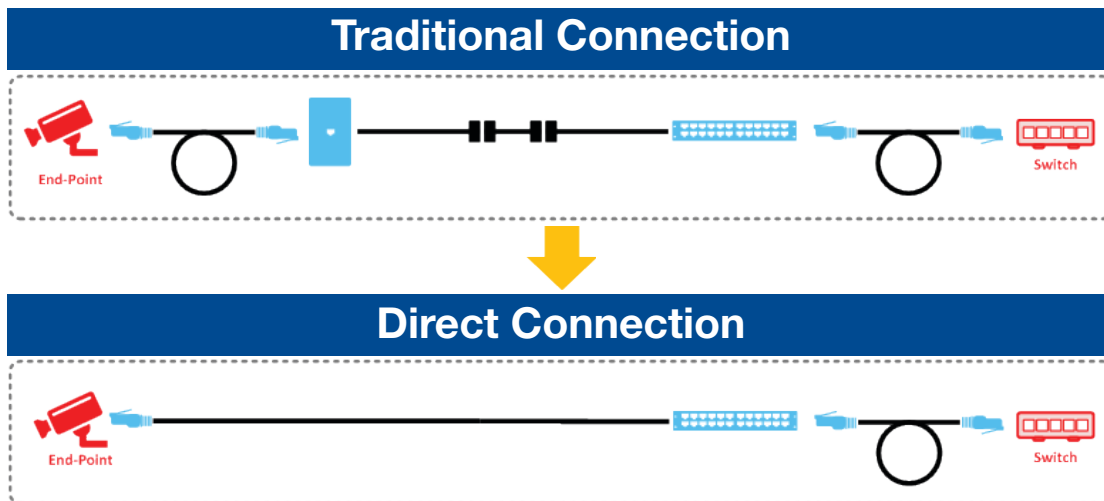 Traditional Connection
End-Point
Switch
Direct Connection
End-Point
Switch